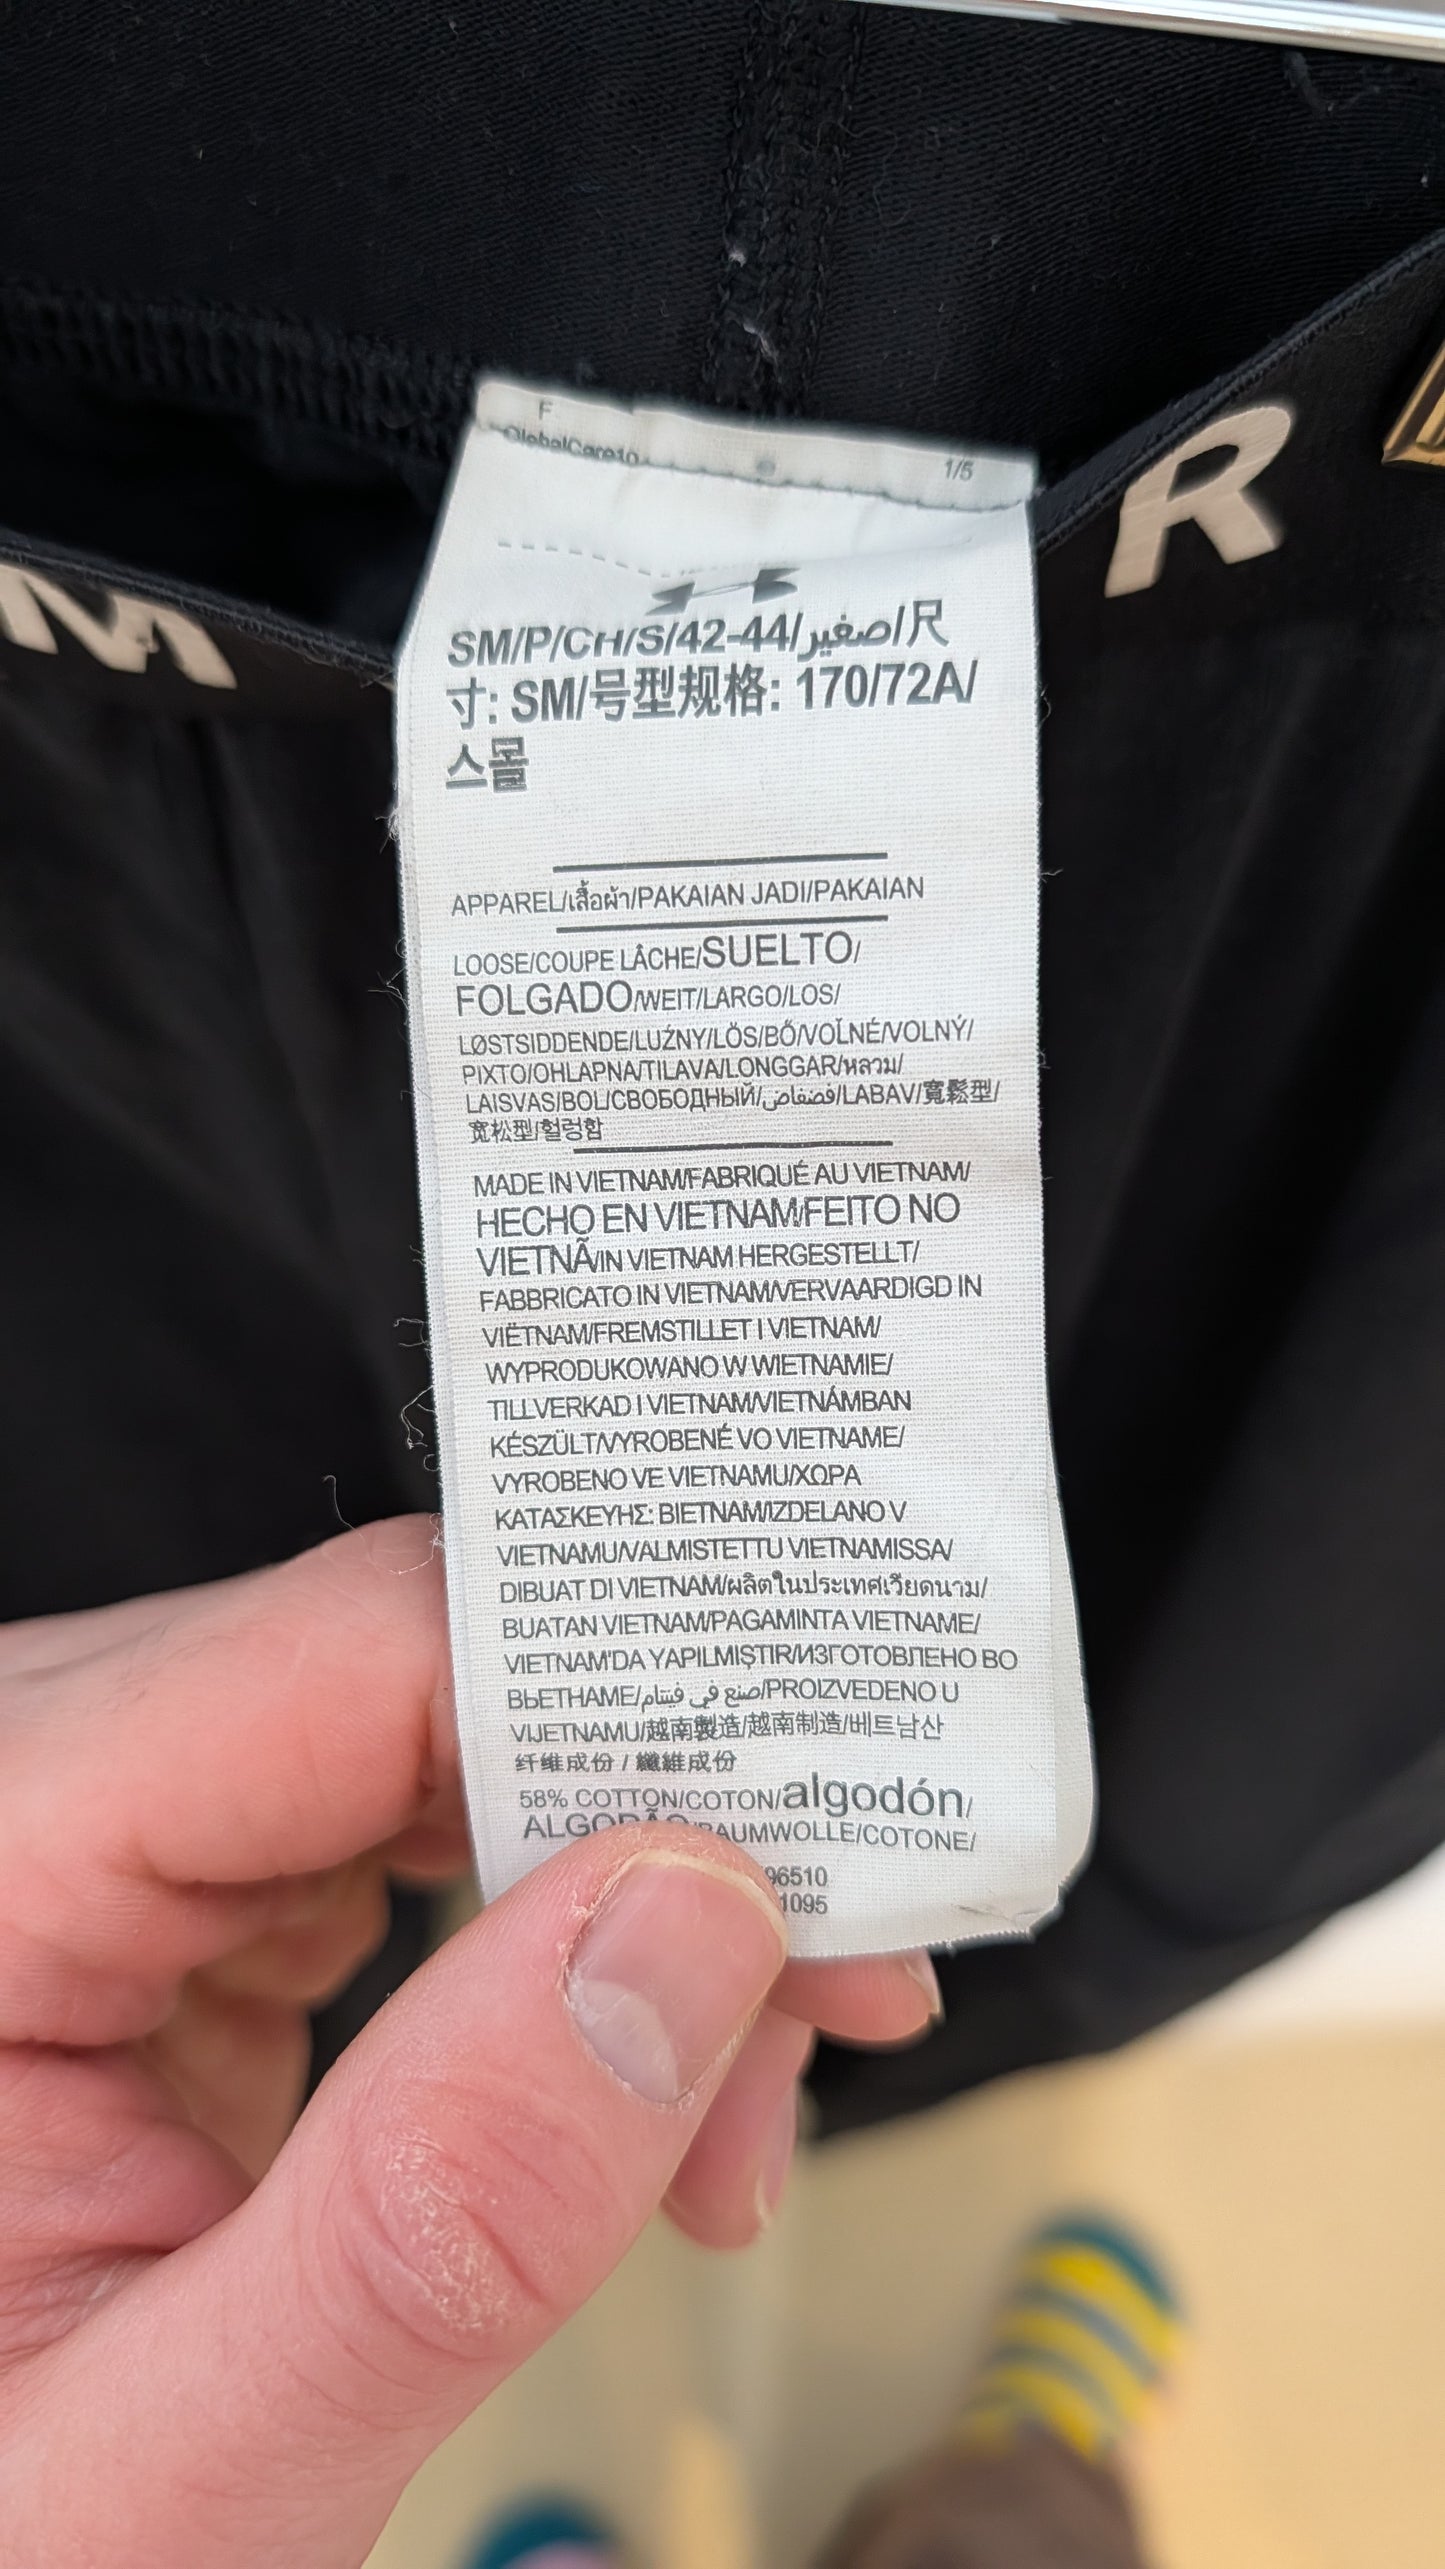 M
R
F
GlobalCare10
1/5
SM/P/CH/S/42-44/صغير/尺
寸: SM/号型规格: 170/72A/
스몰
APPAREL/เสื้อผ้า/PAKAIAN JADI/PAKAIAN
LOOSE/COUPE LÂCHE/SUELTO/
FOLGADO/WEIT/LARGO/LOS/
LØSTSIDDENDE/LUŹNY/LÖS/BŐ/VOĽNÉ/VOLNÝ/
PIXTO/OHLAPNA/TILAVA/LONGGAR/หลวม/
LAISVAS/BOL/СВОБОДНЫЙ/فضفاض/LABAV/寬鬆型/
宽松型/헐렁함
MADE IN VIETNAM/FABRIQUÉ AU VIETNAM/
HECHO EN VIETNAM/FEITO NO
VIETNÃ/IN VIETNAM HERGESTELLT/
FABBRICATO IN VIETNAM/VERVAARDIGD IN
VIËTNAM/FREMSTILLET I VIETNAM/
WYPRODUKOWANO W WIETNAMIE/
TILLVERKAD I VIETNAM/VIETNÁMBAN
KÉSZÜLT/VYROBENÉ VO VIETNAME/
VYROBENO VE VIETNAMU/ΧΩΡΑ
ΚΑΤΑΣΚΕΥΗΣ: ΒΙΕΤΝΑΜ/IZDELANO V
VIETNAMU/VALMISTETTU VIETNAMISSA/
DIBUAT DI VIETNAM/ผลิตในประเทศเวียดนาม/
BUATAN VIETNAM/PAGAMINTA VIETNAME/
VIETNAM'DA YAPILMIŞTIR/ИЗГОТОВЛЕНО ВО
ВЬЕТНАМЕ/صنع في فيتنام/PROIZVEDENO U
VIJETNAMU/越南製造/越南制造/베트남산
纤维成份 / 纖維成份
58% COTTON/COTON/algodón/
ALGODÃO/BAUMWOLLE/COTONE/
96510
1095